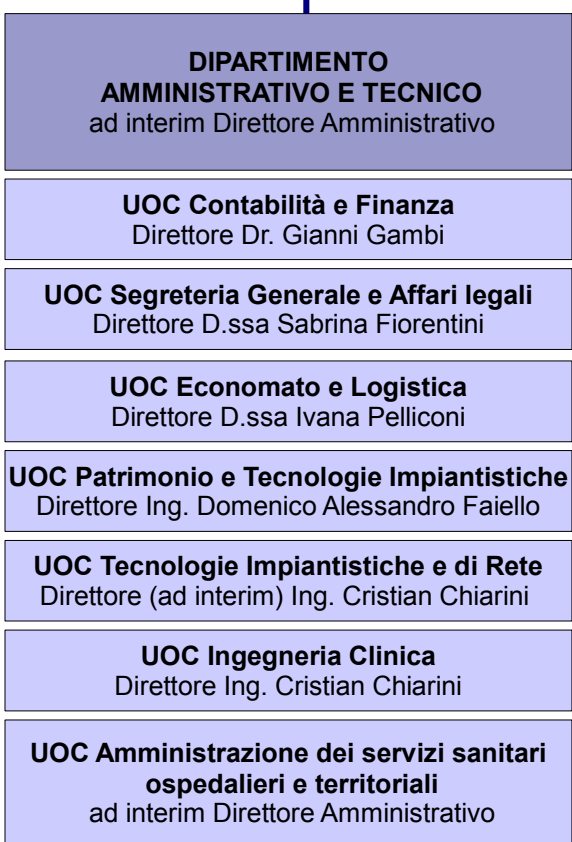 DIPARTIMENTO
AMMINISTRATIVO E TECNICO
ad interim Direttore Amministrativo
UOC Contabilità e Finanza
Direttore Dr. Gianni Gambi
UOC Segreteria Generale e Affari legali
Direttore D.ssa Sabrina Fiorentini
UOC Economato e Logistica
Direttore D.ssa Ivana Pelliconi
UOC Patrimonio e Tecnologie Impiantistiche
Direttore Ing. Domenico Alessandro Faiello
UOC Tecnologie Impiantistiche e di Rete
Direttore (ad interim) Ing. Cristian Chiarini
UOC Ingegneria Clinica
Direttore Ing. Cristian Chiarini
UOC Amministrazione dei servizi sanitari
ospedalieri e territoriali
ad interim Direttore Amministrativo